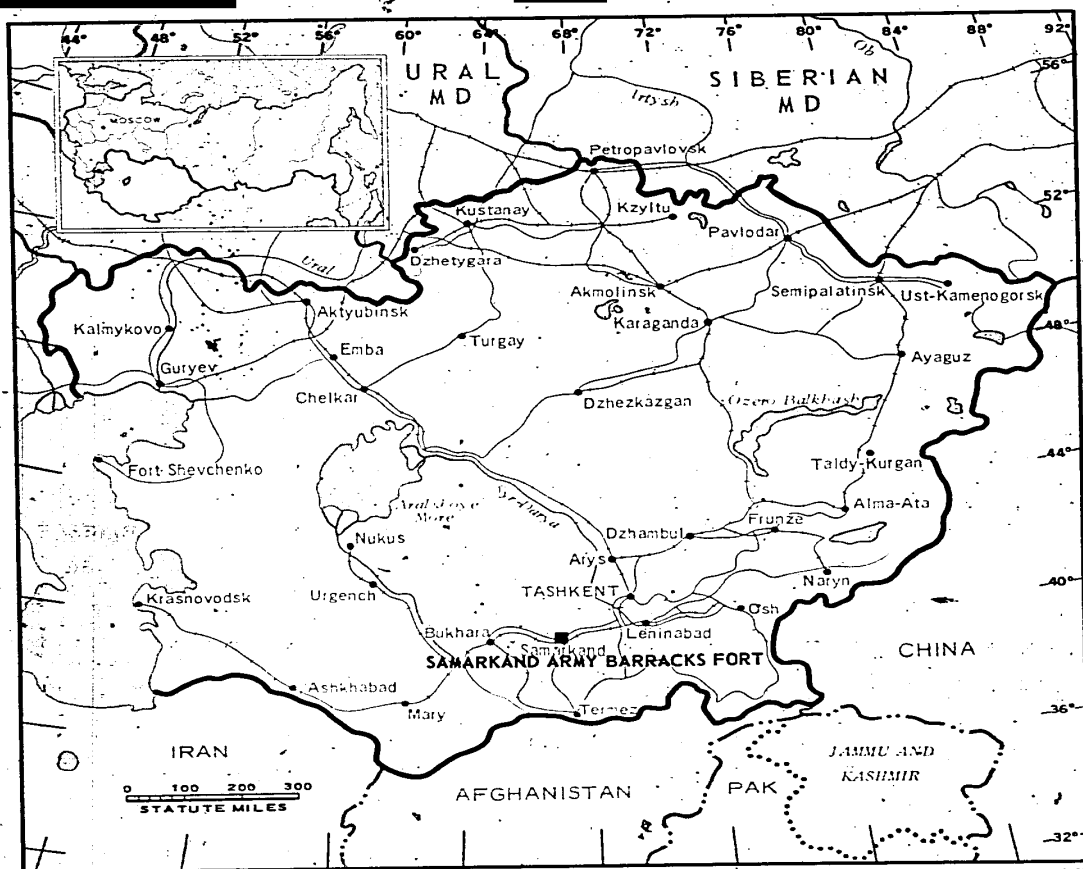 44° 48° 52° 56° 60° 64° 68° 72° 76° 80° 84° 88° 92°
MOSCOW
URAL
MD
SIBERIAN
MD
Ob
Irtysh
56°
Petropavlovsk
52°
Kustanay
Kzyltu
Pavlodar
Dzhetygara
Ural
Akmolinsk
Semipalatinsk
Ust-Kamenogorsk
Aktyubinsk
Kalmykovo
Karaganda
48°
Turgay
Emba
Ayaguz
Guryev
Chelkar
Dzhezkazgan
Ozero Balkhash
Fort Shevchenko
Taldy-Kurgan
44°
Aral'skoye
More
Alma-Ata
Frunze
Dzhambul
Nukus
Arys
Naryn
40°
Urgench
TASHKENT
Krasnovodsk
Osh
Bukhara
Leninabad
Samarkand
CHINA
SAMARKAND ARMY BARRACKS FORT
Ashkhabad
Mary
Termez
36°
IRAN
JAMMU AND
KASHMIR
AFGHANISTAN
PAK
0 100 200 300
STATUTE MILES
32°